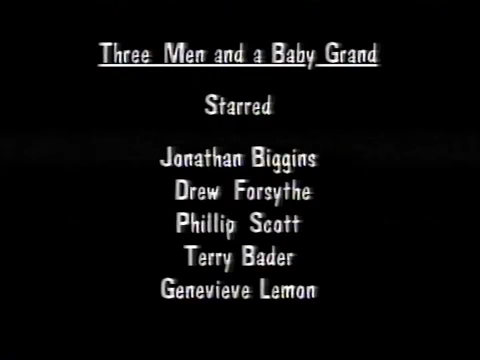 Three Men and a Baby Grand
Starred
Jonathan Biggins
Drew Forsythe
Phillip Scott
Terry Bader
Genevieve Lemon